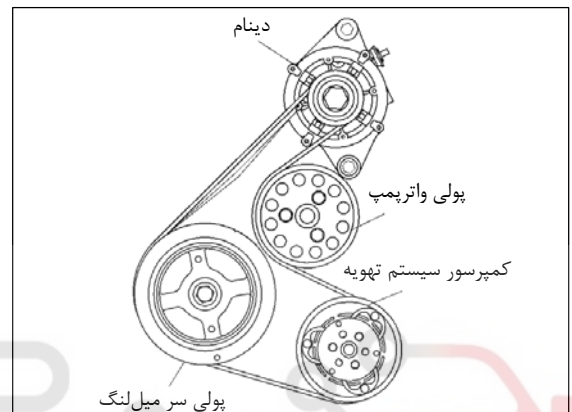 دینام
پولی واترپمپ
کمپرسور سیستم تهویه
پولی سر میل‌لنگ